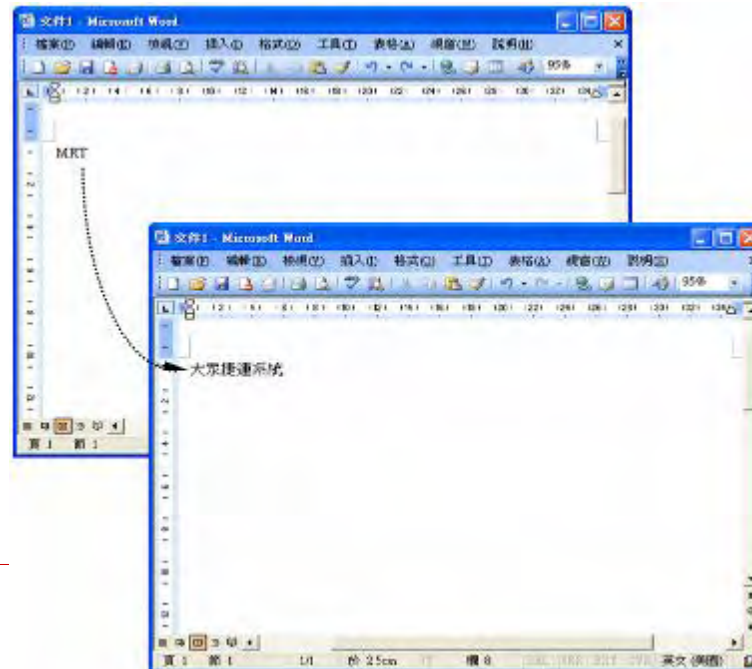 文件1 - Microsoft Word
檔案(F) 編輯(E) 檢視(V) 插入(I) 格式(O) 工具(T) 表格(A) 視窗(W) 說明(H)
95%
MRT
頁 1 節 1
文件1 - Microsoft Word
檔案(F) 編輯(E) 檢視(V) 插入(I) 格式(O) 工具(T) 表格(A) 視窗(W) 說明(H)
95%
大眾捷運系統
頁 1 節 1 1/1 於 2.5cm 行 欄 8 英文 (美國)